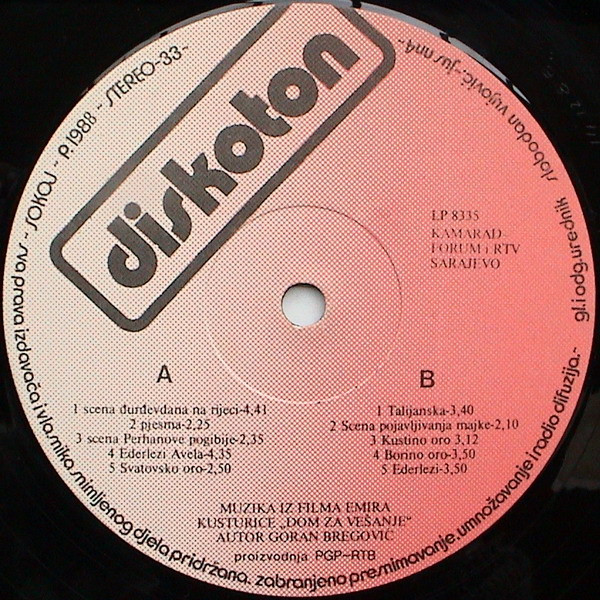 SOKOJ - P.1988 - STEREO-33-
diskoton
LP 8335
KAMARAD-
FORUM i RTV
SARAJEVO
A
1 scena đurđevdana na rijeci-4,41
2 pjesma-2,25
3 scena Perhanove pogibije-2,35
4 Ederlezi Avela-4,35
5 Svatovsko oro-2,50
B
1 Talijanska-3,40
2 Scena pojavljivanja majke-2,10
3 Kustino oro 3,12
4 Borino oro-3,50
5 Ederlezi-3,50
MUZIKA IZ FILMA EMIRA
KUSTURICE „DOM ZA VEŠANJE“
AUTOR GORAN BREGOVIĆ
proizvodnja PGP-RTB
sva prava izdavača i vlasnika snimljenog djela pridržana. zabranjeno presnimavanje, umnožavanje i radio difuzija.-
gl. i odg. urednik slobodan vujović.-jus nn4-